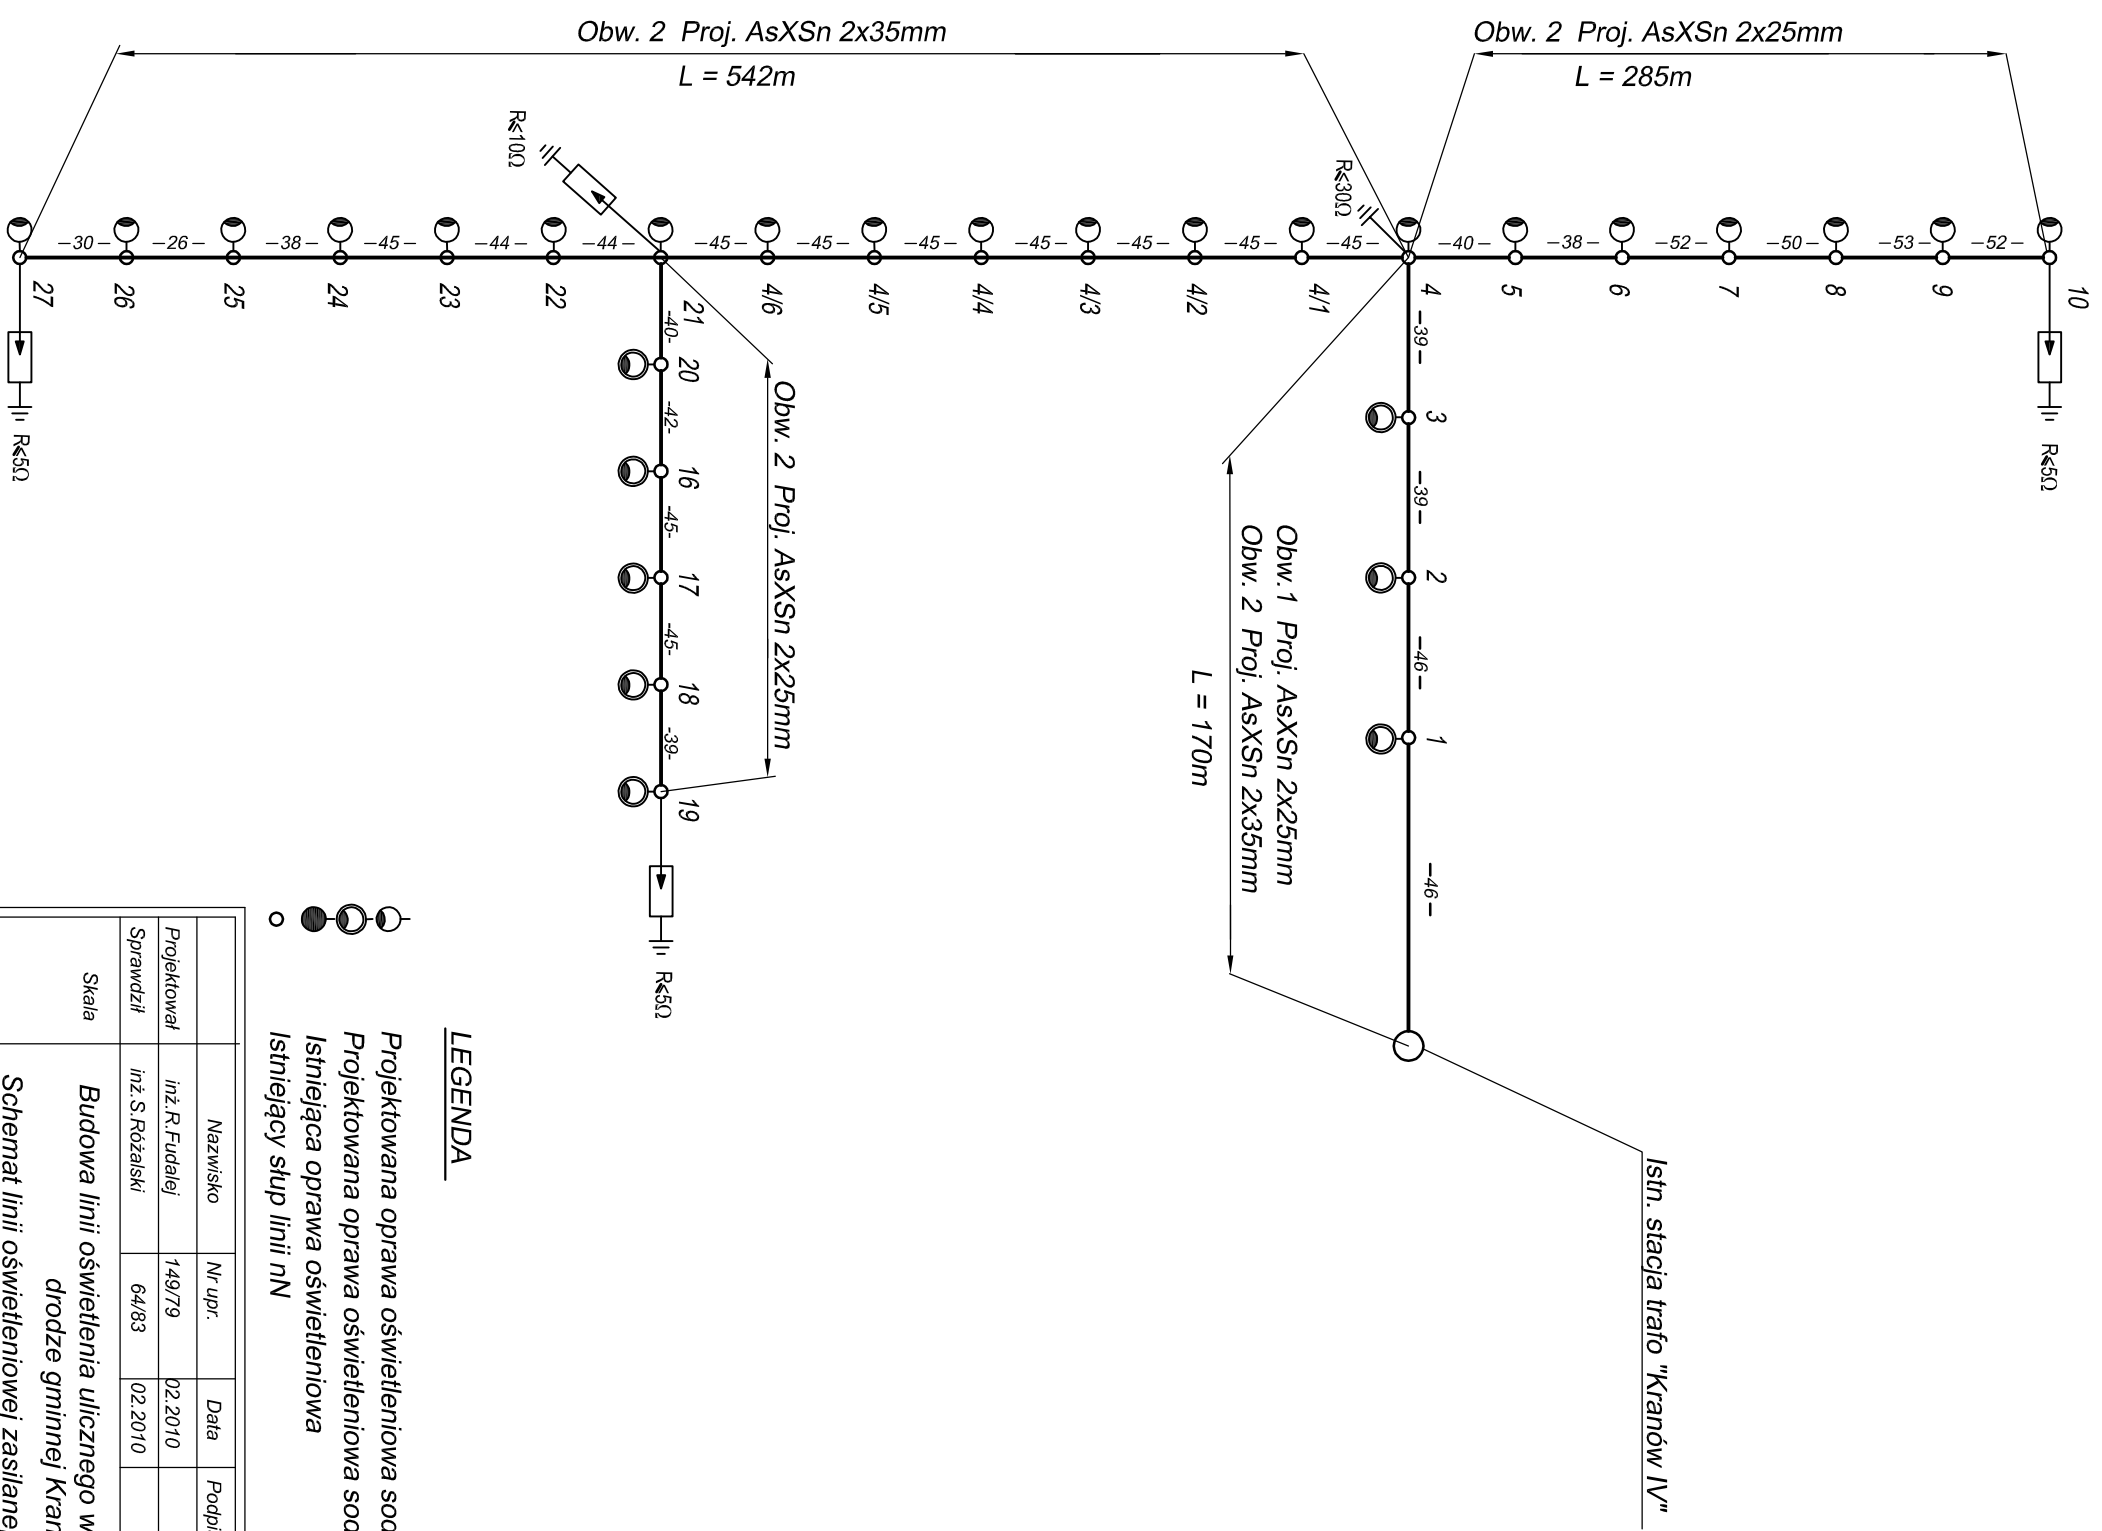 Obw. 2 Proj. AsXSn 2x35mm
L = 542m
Obw. 2 Proj. AsXSn 2x25mm
L = 285m
R≤10Ω
R≤30Ω
–30–
–26–
–38–
–45–
–44–
–44–
–45–
–45–
–45–
–45–
–45–
–45–
–45–
–40–
–38–
–52–
–50–
–53–
–52–
27
26
25
24
23
22
21
4/6
4/5
4/4
4/3
4/2
4/1
4
5
6
7
8
9
10
R≤5Ω
R≤5Ω
-40-
20
-42-
16
-45-
17
-45-
18
-39-
19
R≤5Ω
Obw. 2 Proj. AsXSn 2x25mm
–39–
3
–39–
2
–46–
1
–46–
Obw.1 Proj. AsXSn 2x25mm
Obw. 2 Proj. AsXSn 2x35mm
L = 170m
Istn. stacja trafo "Kranów IV"
LEGENDA
Projektowana oprawa oświetleniowa
Projektowana oprawa oświetleniowa
Istniejąca oprawa oświetleniowa
Istniejący słup linii nN
Nazwisko
Nr upr.
Data
Projektował
inż.R.Fudalej
149/79
02.2010
Sprawdził
inż.S.Różalski
64/83
02.2010
Skala
Budowa linii oświetlenia ulicznego w
drodze gminnej
Schemat linii oświetleniowej